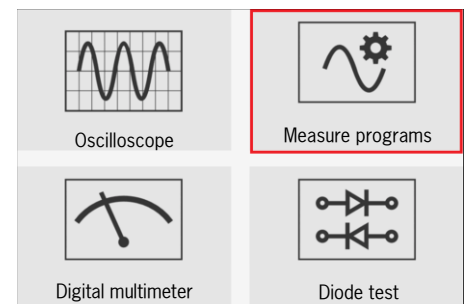 Oscilloscope
Measure programs
Digital multimeter
Diode test